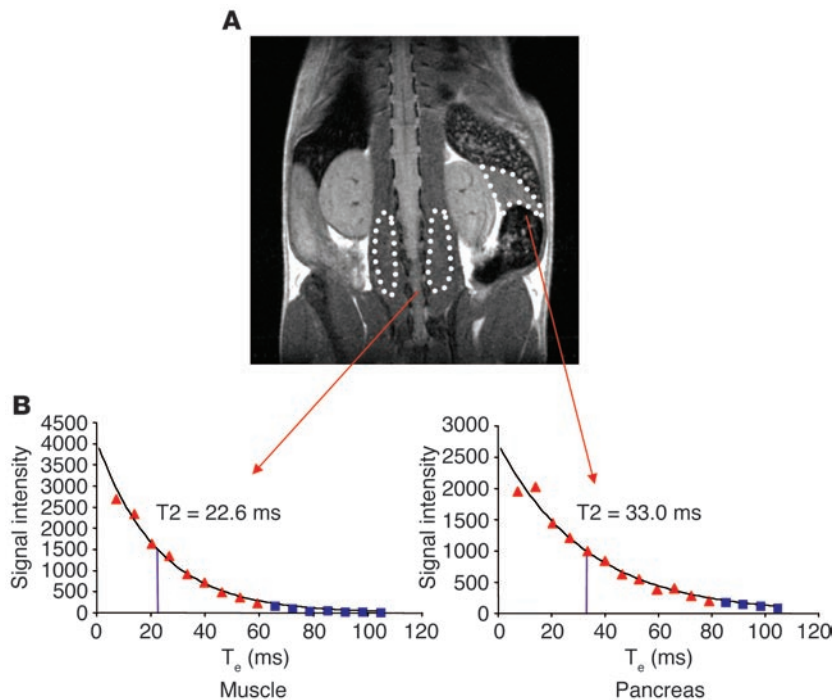 A
B
4500
4000
3500
3000
2500
2000
1500
1000
500
0
Signal intensity
T2 = 22.6 ms
0 20 40 60 80 100 120
Te (ms)
Muscle
3000
2500
2000
1500
1000
500
0
Signal intensity
T2 = 33.0 ms
0 20 40 60 80 100 120
Te (ms)
Pancreas